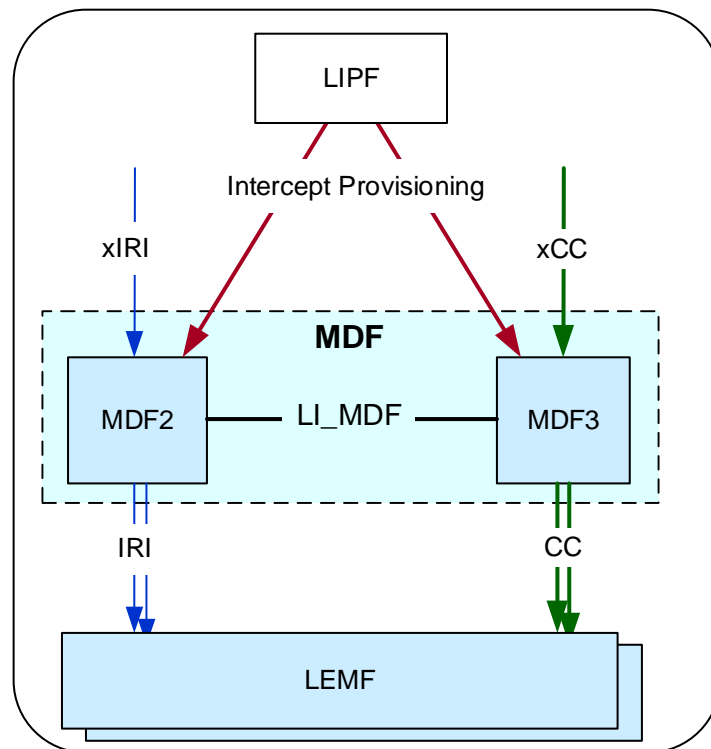 LIPF
Intercept Provisioning
xIRI
xCC
MDF
MDF2
LI_MDF
MDF3
IRI
CC
LEMF